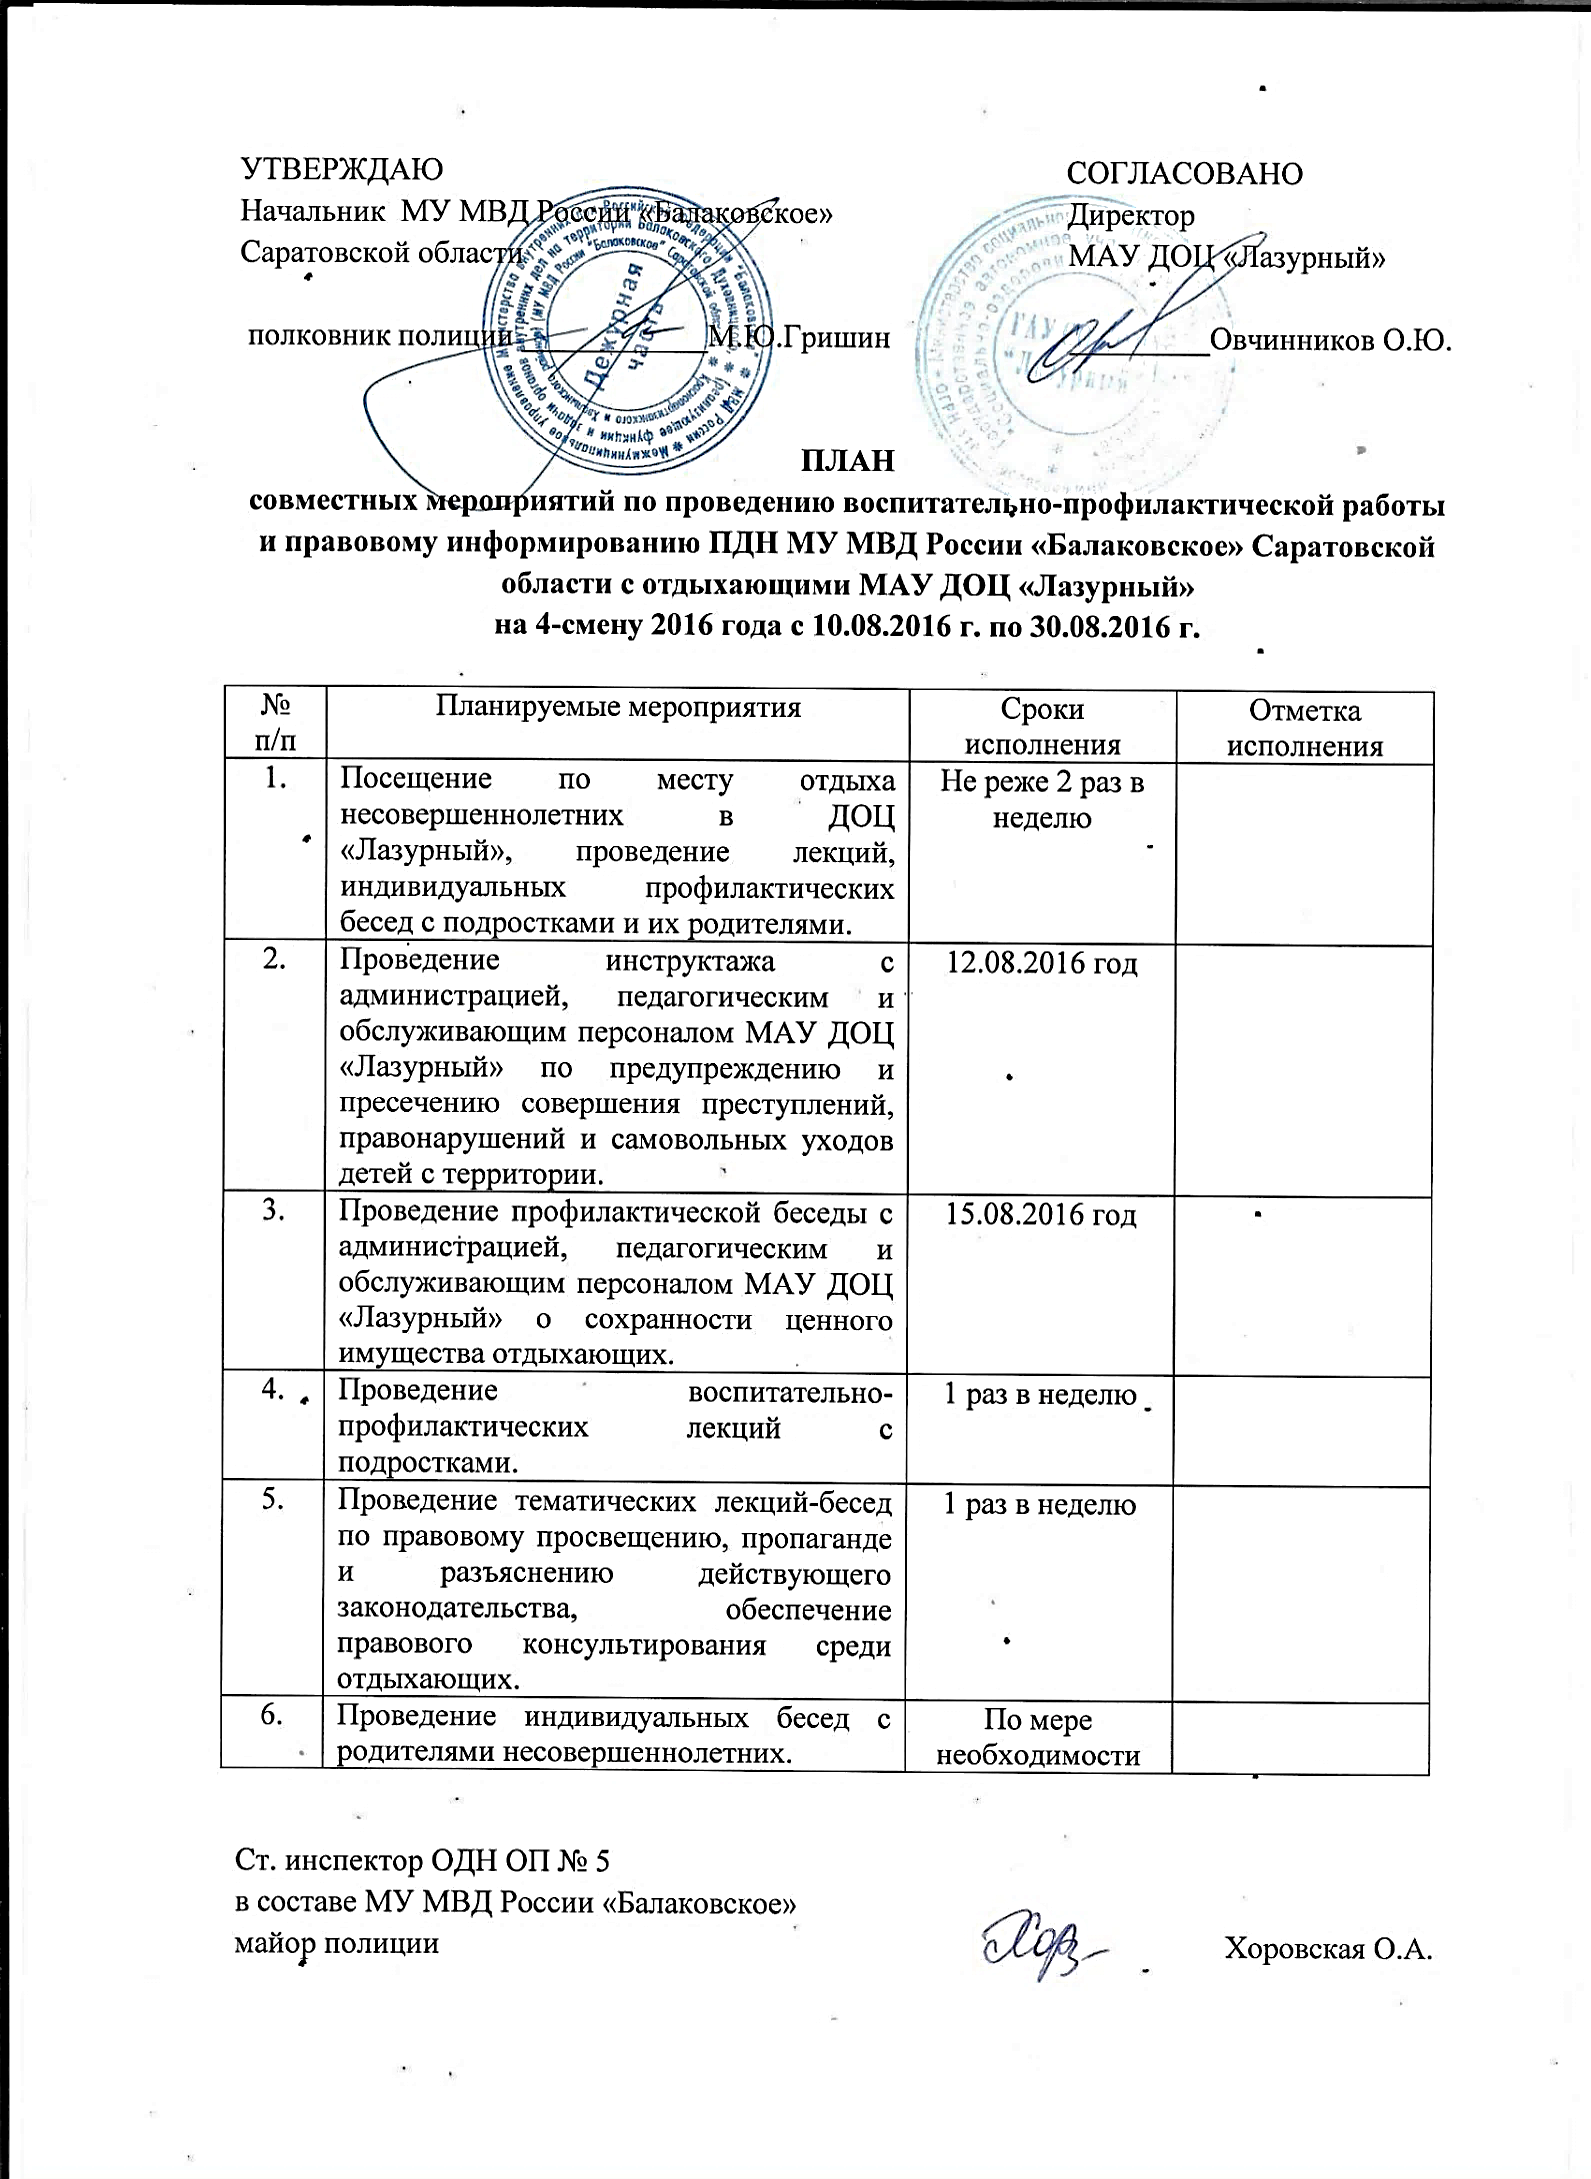 УТВЕРЖДАЮ
Начальник МУ МВД России «Балаковское»
Саратовской области
полковник полиции ____________ М.Ю.Гришин
СОГЛАСОВАНО
Директор
МАУ ДОЦ «Лазурный»
_________Овчинников О.Ю.
Дежурная
часть
ПЛАН
совместных мероприятий по проведению воспитательно-профилактической работы
и правовому информированию ПДН МУ МВД России «Балаковское» Саратовской
области с отдыхающими МАУ ДОЦ «Лазурный»
на 4-смену 2016 года с 10.08.2016 г. по 30.08.2016 г.
№
п/п
Планируемые мероприятия
Сроки
исполнения
Отметка
исполнения
1.
Посещение по месту отдыха
несовершеннолетних в ДОЦ
«Лазурный», проведение лекций,
индивидуальных профилактических
бесед с подростками и их родителями.
Не реже 2 раз в
неделю
2.
Проведение инструктажа с
администрацией, педагогическим и
обслуживающим персоналом МАУ ДОЦ
«Лазурный» по предупреждению и
пресечению совершения преступлений,
правонарушений и самовольных уходов
детей с территории.
12.08.2016 год
3.
Проведение профилактической беседы с
администрацией, педагогическим и
обслуживающим персоналом МАУ ДОЦ
«Лазурный» о сохранности ценного
имущества отдыхающих.
15.08.2016 год
4.
Проведение воспитательно-
профилактических лекций с
подростками.
1 раз в неделю
5.
Проведение тематических лекций-бесед
по правовому просвещению, пропаганде
и разъяснению действующего
законодательства, обеспечение
правового консультирования среди
отдыхающих.
1 раз в неделю
6.
Проведение индивидуальных бесед с
родителями несовершеннолетних.
По мере
необходимости
Ст. инспектор ОДН ОП № 5
в составе МУ МВД России «Балаковское»
майор полиции
Хоровская О.А.